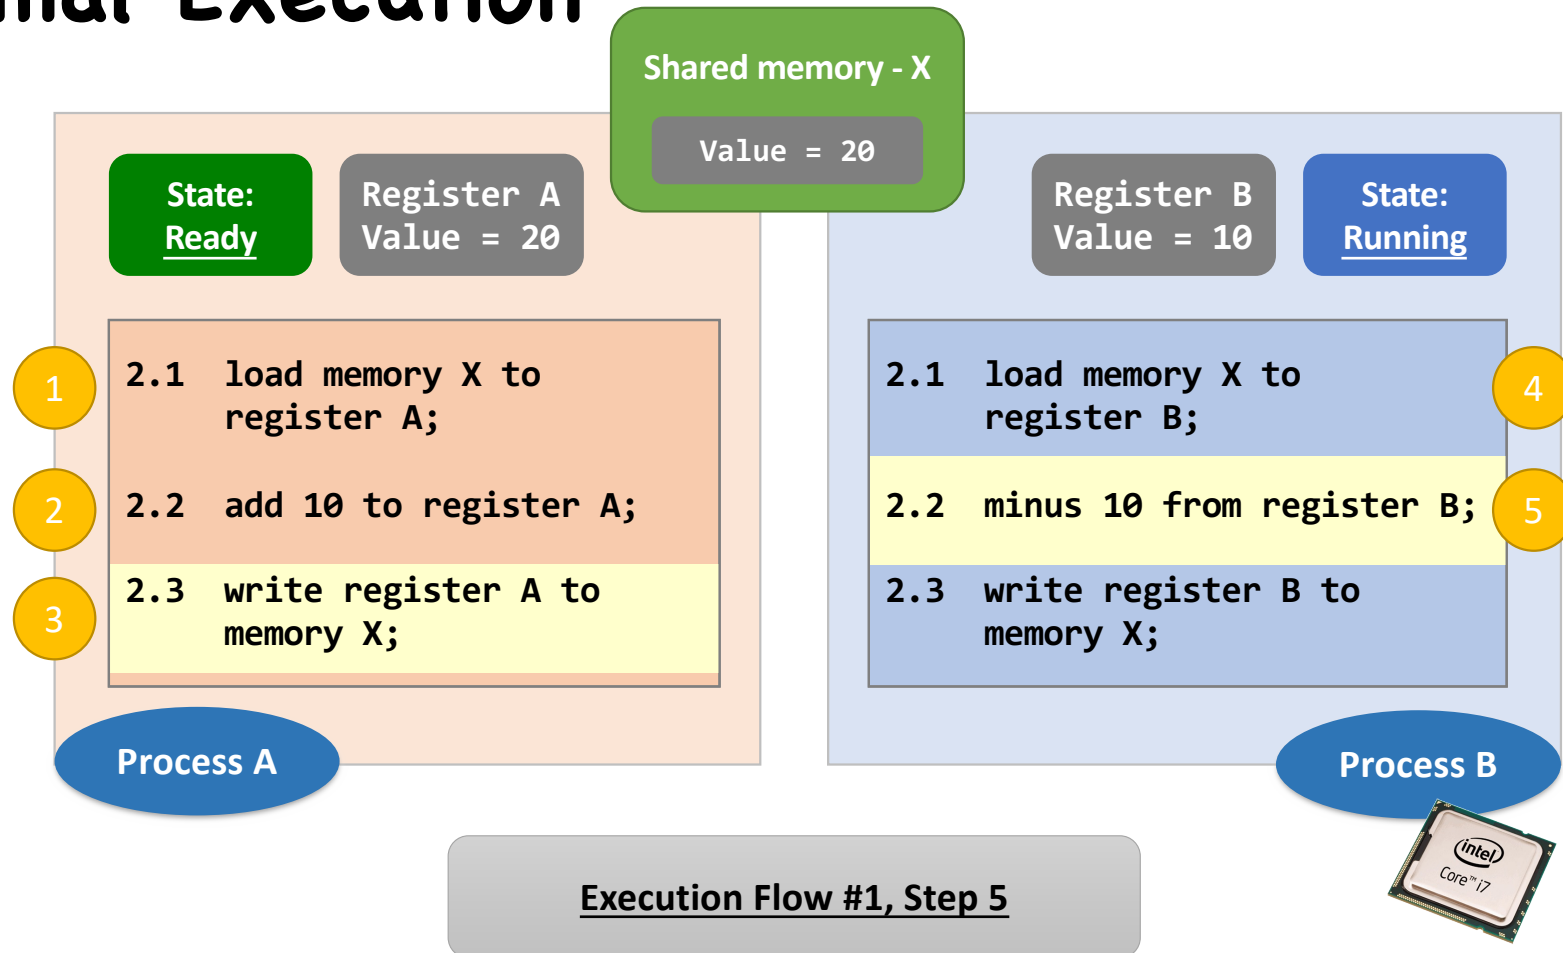 Execution
Shared memory - X
Value = 20
State:
Ready
Register A
Value = 20
Register B
Value = 10
State:
Running
1
2.1 load memory X to
register A;
2
2.2 add 10 to register A;
3
2.3 write register A to
memory X;
2.1 load memory X to
register B;
4
2.2 minus 10 from register B;
5
2.3 write register B to
memory X;
Process A
Process B
intel
Core™ i7
Execution Flow #1, Step 5